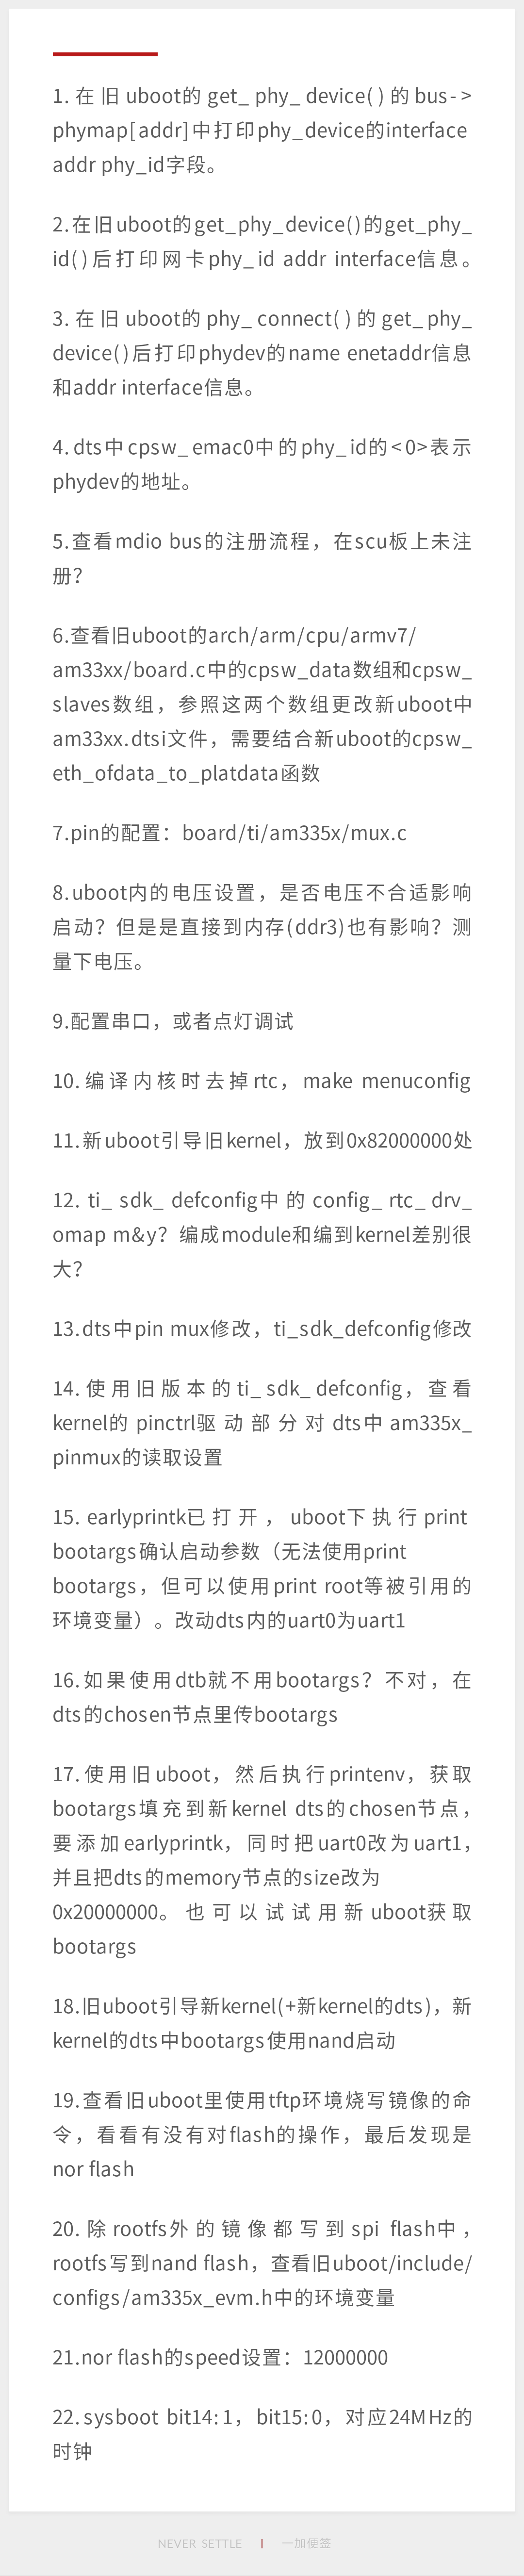 1. 在旧uboot的get_phy_device()的bus->
phymap[addr]中打印phy_device的interface
addr phy_id字段。
2.在旧uboot的get_phy_device()的get_phy_
id()后打印网卡phy_id addr interface信息。
3. 在旧uboot的phy_connect()的get_phy_
device()后打印phydev的name enetaddr信息
和addr interface信息。
4.dts中cpsw_emac0中的phy_id的<0>表示
phydev的地址。
5.查看mdio bus的注册流程，在scu板上未注
册？
6.查看旧uboot的arch/arm/cpu/armv7/
am33xx/board.c中的cpsw_data数组和cpsw_
slaves数组，参照这两个数组更改新uboot中
am33xx.dtsi文件，需要结合新uboot的cpsw_
eth_ofdata_to_platdata函数
7.pin的配置：board/ti/am335x/mux.c
8.uboot内的电压设置，是否电压不合适影响
启动？但是是直接到内存(ddr3)也有影响？测
量下电压。
9.配置串口，或者点灯调试
10.编译内核时去掉rtc，make menuconfig
11.新uboot引导旧kernel，放到0x82000000处
12. ti_sdk_defconfig中的config_rtc_drv_
omap m&y？编成module和编到kernel差别很
大？
13.dts中pin mux修改，ti_sdk_defconfig修改
14.使用旧版本的ti_sdk_defconfig，查看
kernel的pinctrl驱动部分对dts中am335x_
pinmux的读取设置
15. earlyprintk已打开，uboot下执行print
bootargs确认启动参数（无法使用print
bootargs，但可以使用print root等被引用的
环境变量）。改动dts内的uart0为uart1
16.如果使用dtb就不用bootargs？不对，在
dts的chosen节点里传bootargs
17.使用旧uboot，然后执行printenv，获取
bootargs填充到新kernel dts的chosen节点，
要添加earlyprintk，同时把uart0改为uart1，
并且把dts的memory节点的size改为
0x20000000。也可以试试用新uboot获取
bootargs
18.旧uboot引导新kernel(+新kernel的dts)，新
kernel的dts中bootargs使用nand启动
19.查看旧uboot里使用tftp环境烧写镜像的命
令，看看有没有对flash的操作，最后发现是
nor flash
20.除rootfs外的镜像都写到spi flash中，
rootfs写到nand flash，查看旧uboot/include/
configs/am335x_evm.h中的环境变量
21.nor flash的speed设置：12000000
22.sysboot bit14:1，bit15:0，对应24MHz的
时钟
NEVER SETTLE | 一加便签